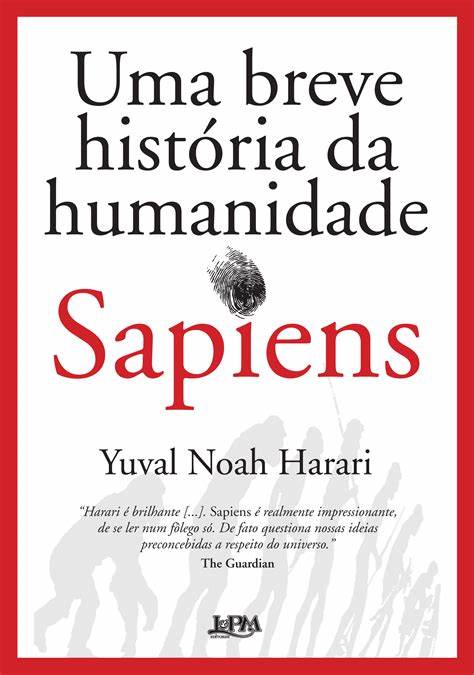 Uma breve
história da
humanidade
Sapiens
Yuval Noah Harari
“Harari é brilhante [...]. Sapiens é realmente impressionante,
de se ler num fôlego só. De fato questiona nossas ideias
preconcebidas a respeito do universo.”
The Guardian
L&PM
EDITORES